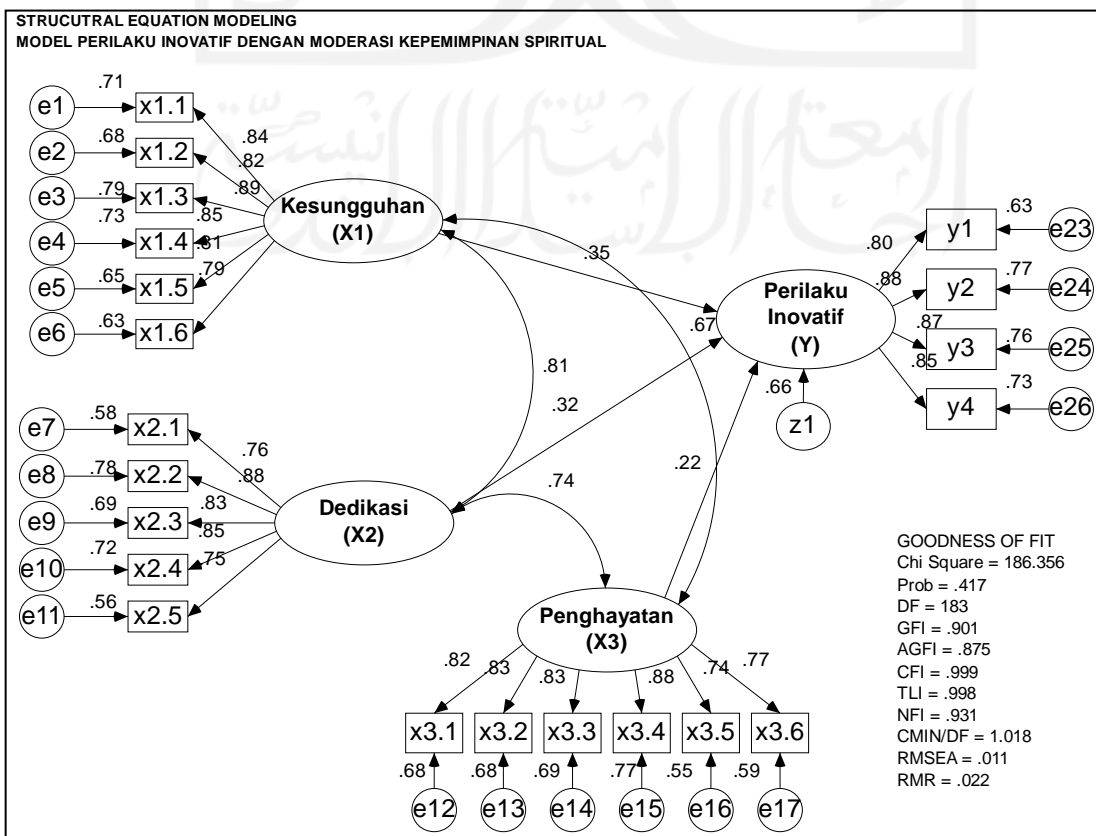 STRUCUTRAL EQUATION MODELING
MODEL PERILAKU INOVATIF DENGAN MODERASI KEPEMIMPINAN SPIRITUAL
e1 .71 x1.1 .84
e2 .68 x1.2 .82
e3 .79 x1.3 .89
e4 .73 x1.4 .85
e5 .65 x1.5 .81
e6 .63 x1.6 .79
Kesungguhan
(X1)
.35
.67
.81
.32
.22
.74
e7 .58 x2.1 .76
e8 .78 x2.2 .88
e9 .69 x2.3 .83
e10 .72 x2.4 .85
e11 .56 x2.5 .75
Dedikasi
(X2)
Perilaku
Inovatif
(Y)
.66
z1
.80 y1 .63 e23
.88 y2 .77 e24
.87 y3 .76 e25
.85 y4 .73 e26
Penghayatan
(X3)
.82 .83 .83 .88 .74 .77
x3.1 x3.2 x3.3 x3.4 x3.5 x3.6
.68 .68 .69 .77 .55 .59
e12 e13 e14 e15 e16 e17
GOODNESS OF FIT
Chi Square = 186.356
Prob = .417
DF = 183
GFI = .901
AGFI = .875
CFI = .999
TLI = .998
NFI = .931
CMIN/DF = 1.018
RMSEA = .011
RMR = .022